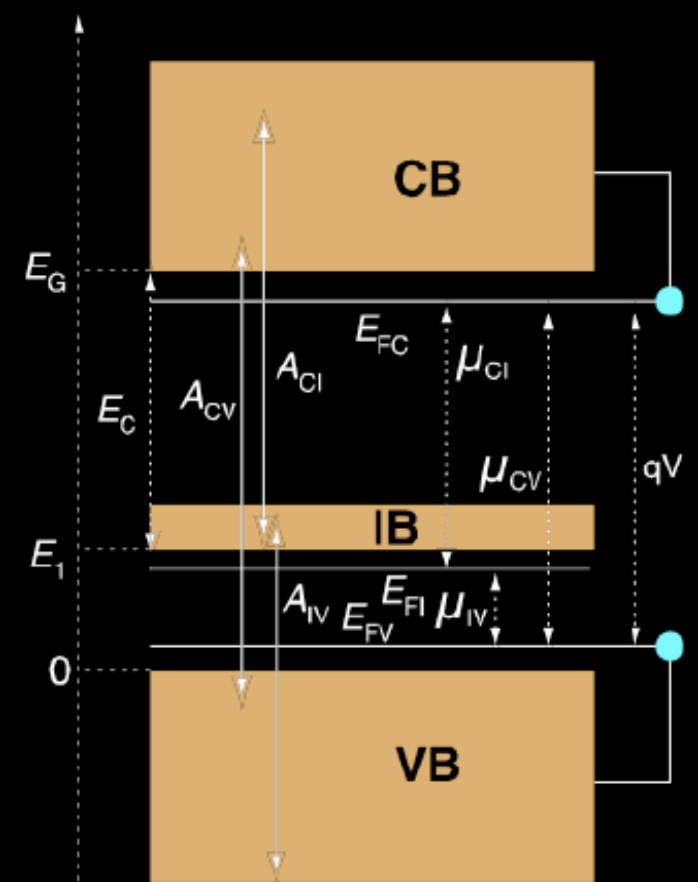 CB
E_G
E_FC
μ_CI
A_CI
A_CV
E_C
μ_CV
qV
IB
E_1
A_IV
E_FI
μ_IV
E_FV
0
VB